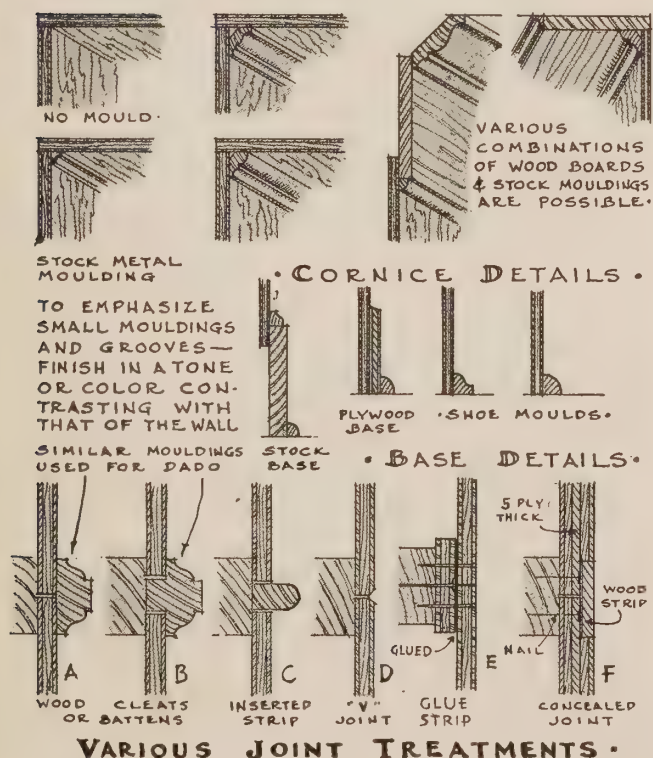 NO MOULD.
STOCK METAL
MOULDING
VARIOUS
COMBINATIONS
OF WOOD BOARDS
& STOCK MOULDINGS
ARE POSSIBLE.
· CORNICE DETAILS ·
TO EMPHASIZE
SMALL MOULDINGS
AND GROOVES—
FINISH IN A TONE
OR COLOR CON-
TRASTING WITH
THAT OF THE WALL
SIMILAR MOULDINGS
USED FOR DADO
STOCK
BASE
PLYWOOD
BASE
·SHOE MOULDS·
· BASE DETAILS·
5 PLY
THICK
WOOD
STRIP
GLUED
NAIL
A
B
C
D
E
F
WOOD CLEATS
OR BATTENS
INSERTED
STRIP
"V"
JOINT
GLUE
STRIP
CONCEALED
JOINT
VARIOUS JOINT TREATMENTS ·